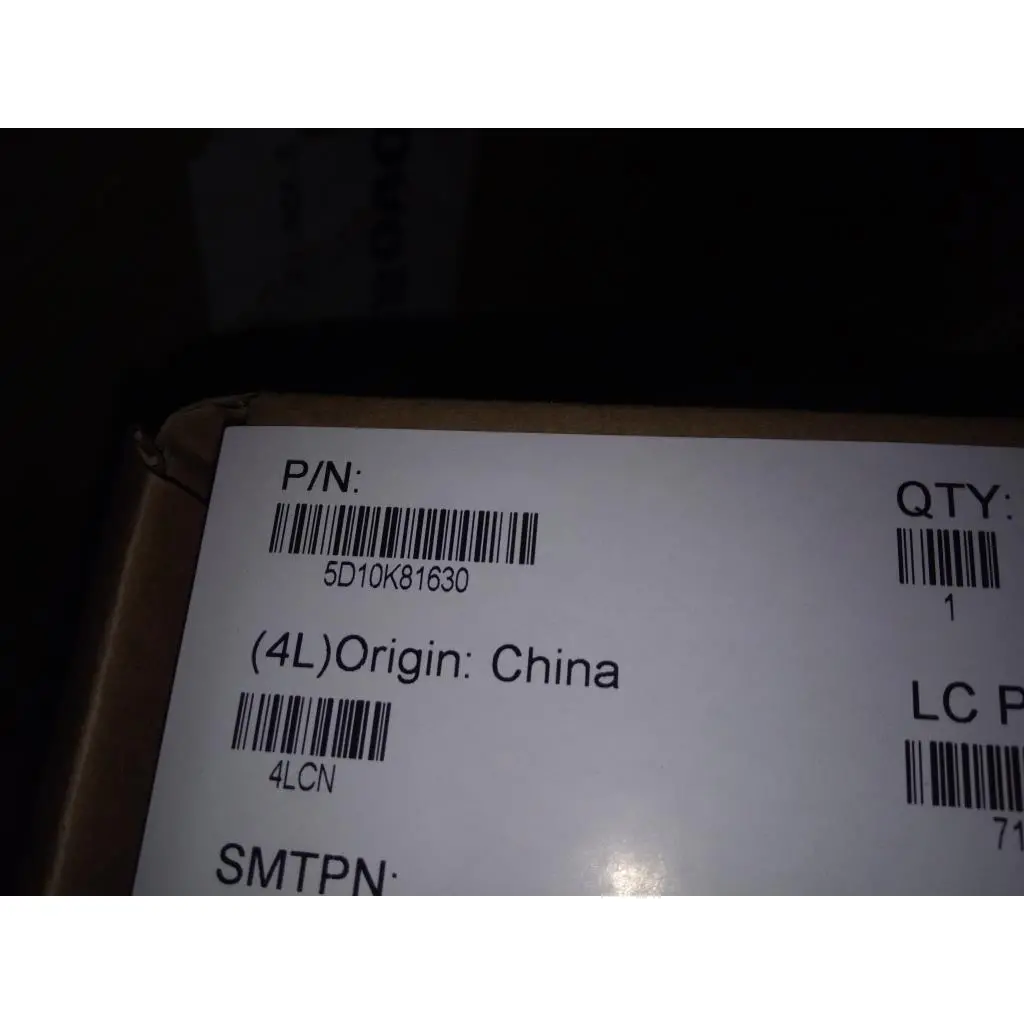 P/N:
QTY:
5D10K81630
1
(4L)Origin: China
LC P
4LCN
71
SMTPN: